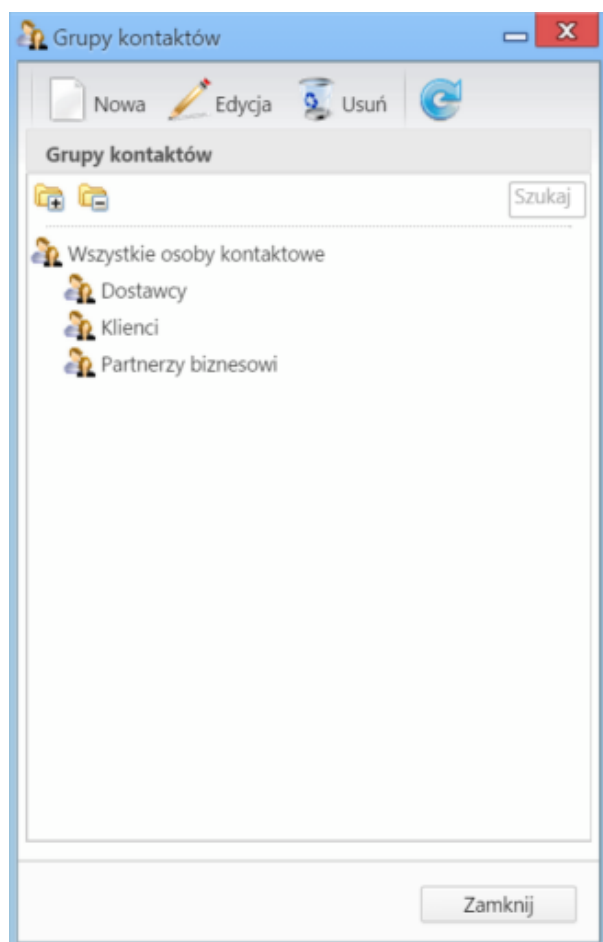 Grupy kontaktów
Nowa Edycja Usuń
Grupy kontaktów
Szukaj
Wszystkie osoby kontaktowe
Dostawcy
Klienci
Partnerzy biznesowi
Zamknij